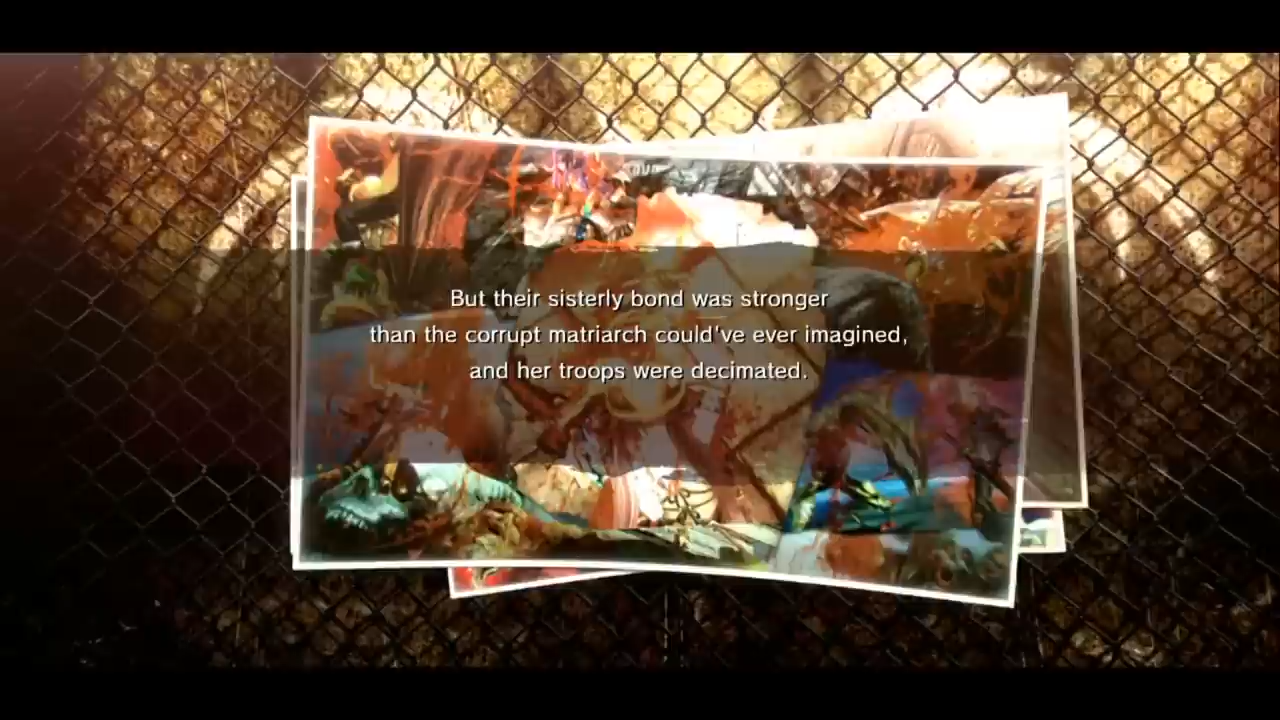 But their sisterly bond was stronger
than the corrupt matriarch could've ever imagined,
and her troops were decimated.